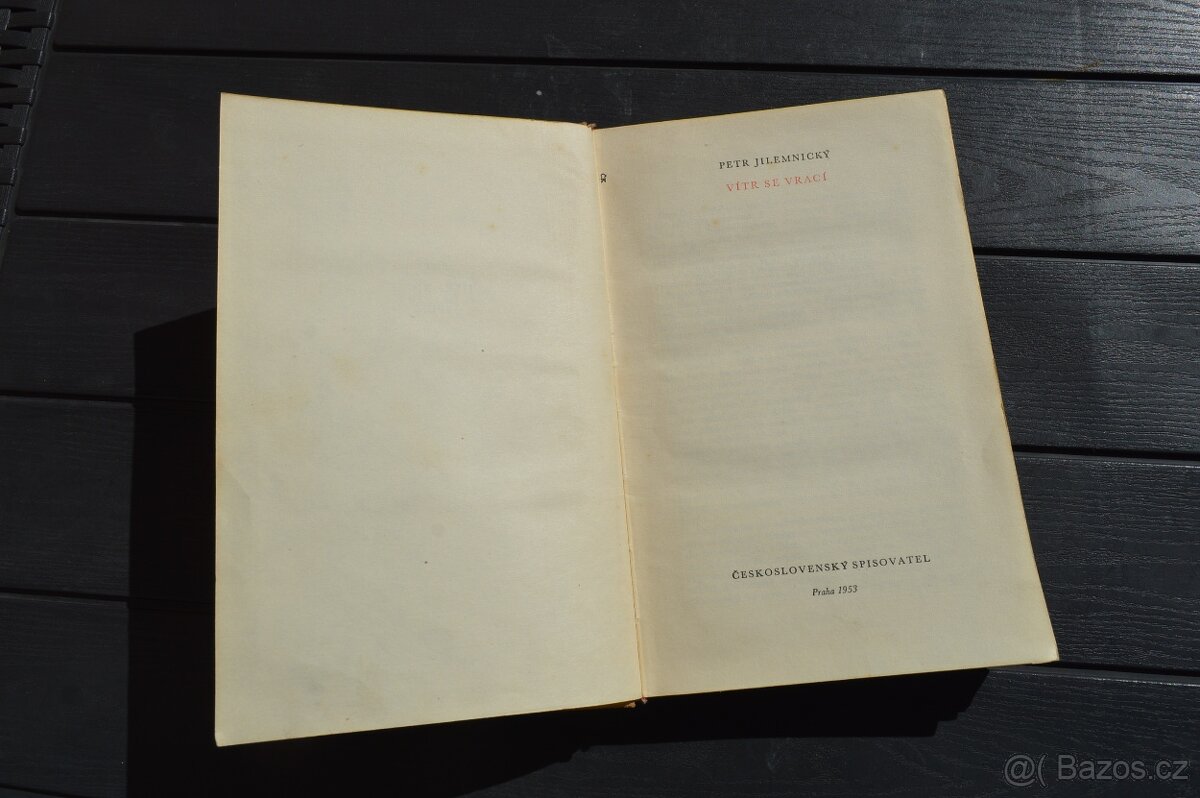 PETR JILEMNICKÝ
VÍTR SE VRACÍ
ČESKOSLOVENSKÝ SPISOVATEL
Praha 1953
@( Bazos.cz